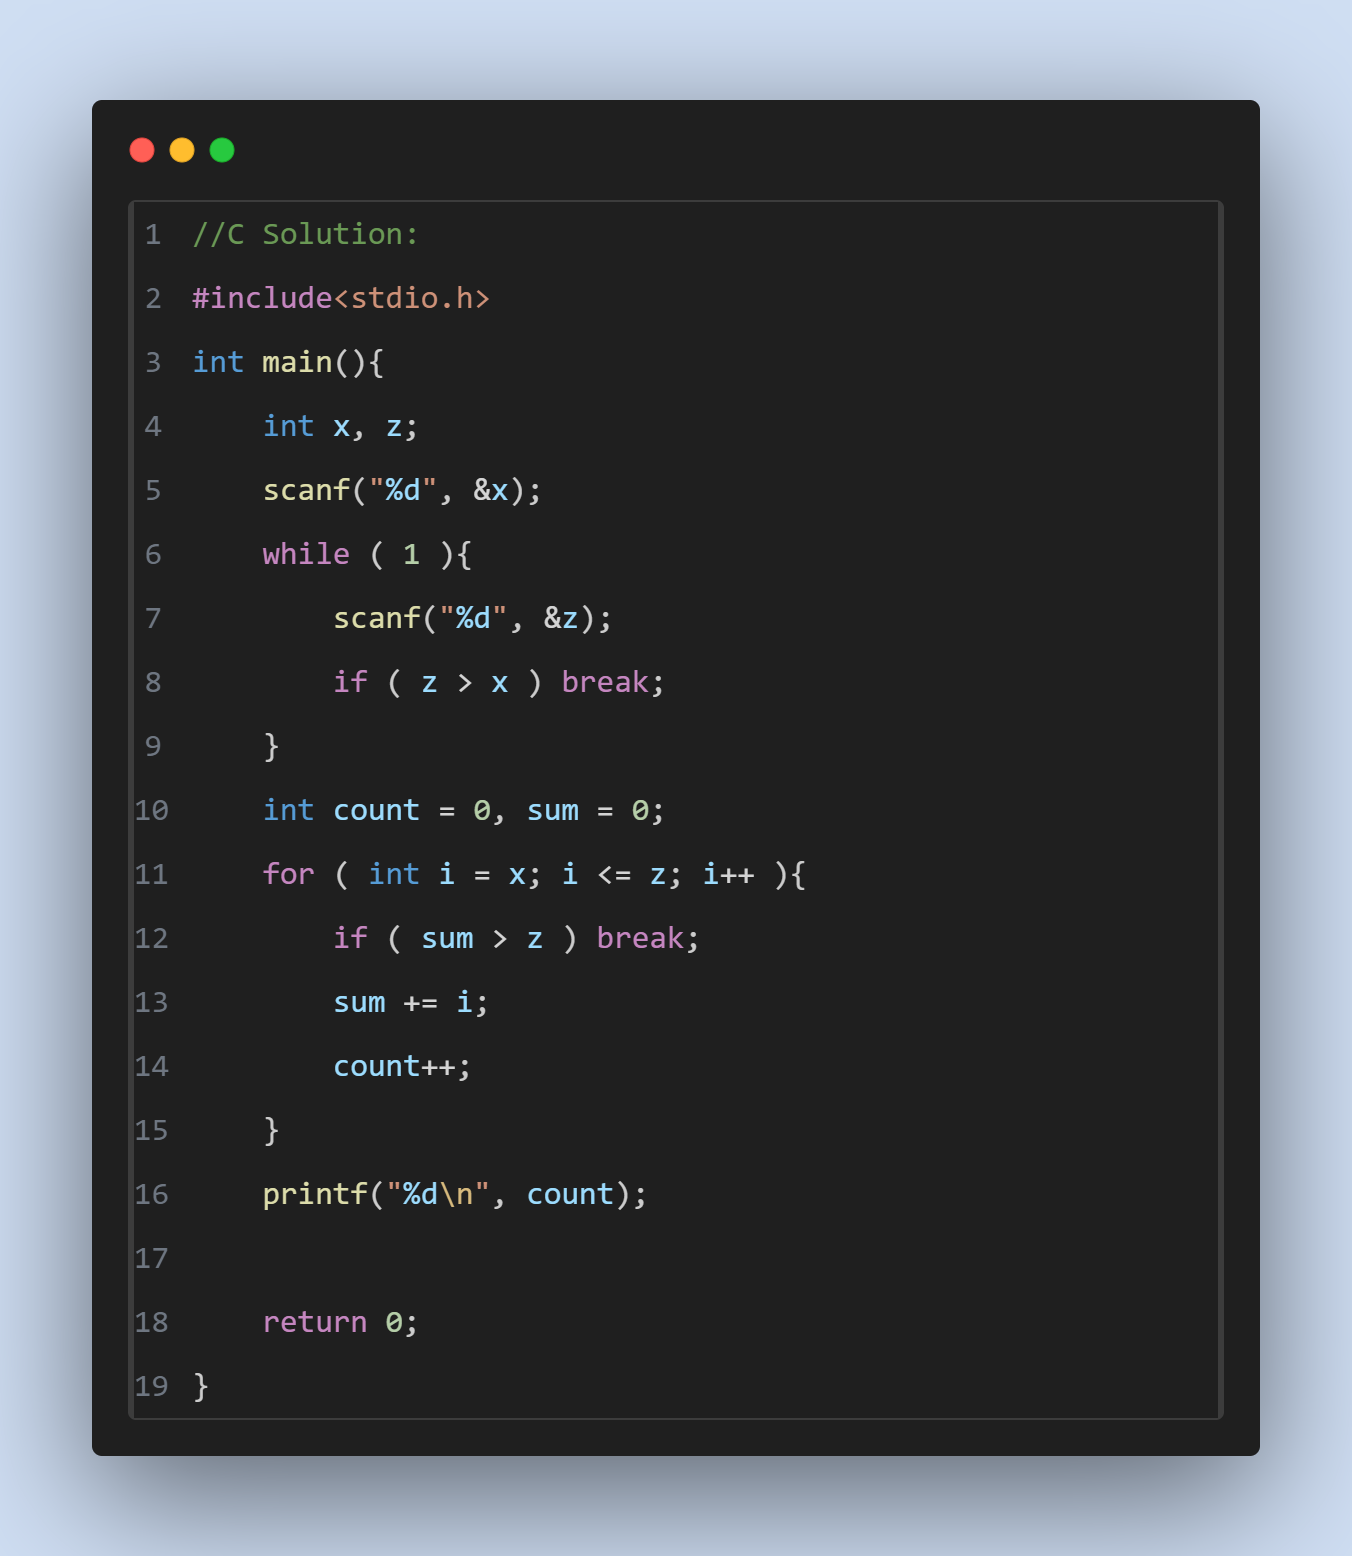 1 //C Solution:
2 #include<stdio.h>
3 int main(){
4     int x, z;
5     scanf("%d", &x);
6     while ( 1 ){
7         scanf("%d", &z);
8         if ( z > x ) break;
9     }
10     int count = 0, sum = 0;
11     for ( int i = x; i <= z; i++ ){
12         if ( sum > z ) break;
13         sum += i;
14         count++;
15     }
16     printf("%d\n", count);
17
18     return 0;
19 }